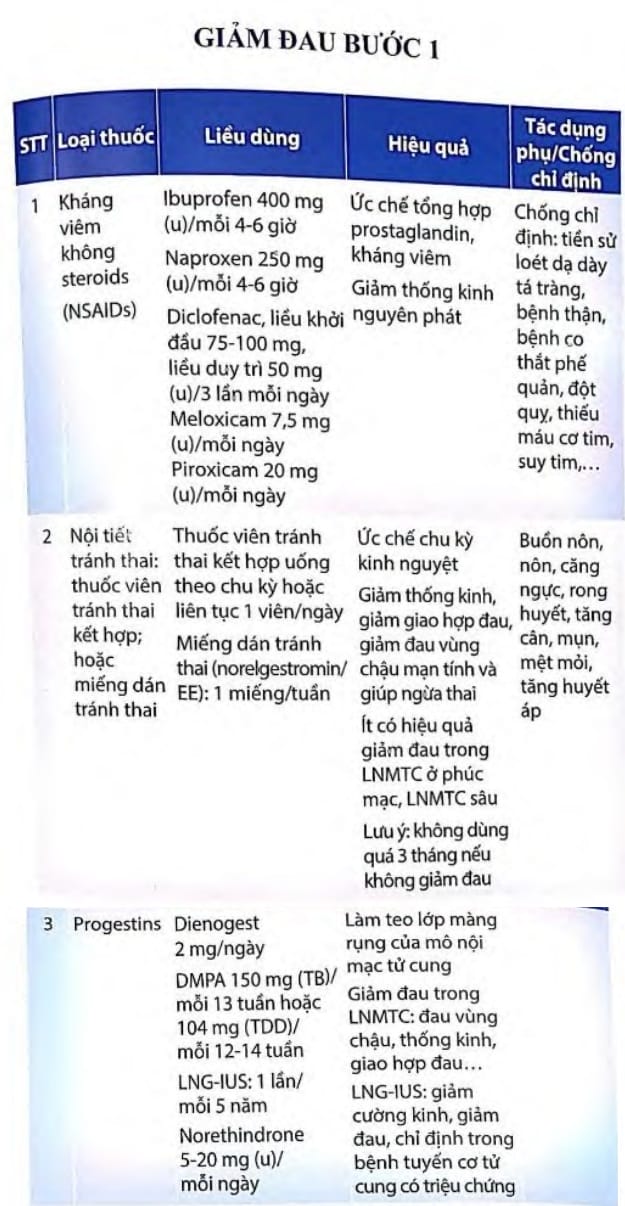 GIẢM ĐAU BƯỚC 1
STT
Loại thuốc
Liều dùng
Hiệu quả
Tác dụng
phụ/Chống
chỉ định
1
Kháng
viêm
không
steroids
(NSAIDs)
Ibuprofen 400 mg
(u)/mỗi 4-6 giờ
Naproxen 250 mg
(u)/mỗi 4-6 giờ
Diclofenac, liều khởi
đầu 75-100 mg,
liều duy trì 50 mg
(u)/3 lần mỗi ngày
Meloxicam 7,5 mg
(u)/mỗi ngày
Piroxicam 20 mg
(u)/mỗi ngày
Ức chế tổng hợp
prostaglandin,
kháng viêm
Giảm thống kinh
nguyên phát
Chống chỉ
định: tiền sử
loét dạ dày
tá tràng,
bệnh thận,
bệnh co
thắt phế
quản, đột
quỵ, thiếu
máu cơ tim,
suy tim,...
2
Nội tiết
tránh thai:
thuốc viên
tránh thai
kết hợp;
hoặc
miếng dán
tránh thai
Thuốc viên tránh
thai kết hợp uống
theo chu kỳ hoặc
liên tục 1 viên/ngày
Miếng dán tránh
thai (norelgestromin/
EE): 1 miếng/tuần
Ức chế chu kỳ
kinh nguyệt
Giảm thống kinh,
giảm giao hợp đau,
giảm đau vùng
chậu mạn tính và
giúp ngừa thai
Ít có hiệu quả
giảm đau trong
LNMTC ở phúc
mạc, LNMTC sâu
Lưu ý: không dùng
quá 3 tháng nếu
không giảm đau
Buồn nôn,
nôn, căng
ngực, rong
huyết, tăng
cân, mụn,
mệt mỏi,
tăng huyết
áp
3
Progestins
Dienogest
2 mg/ngày
DMPA 150 mg (TB)/
mỗi 13 tuần hoặc
104 mg (TDD)/
mỗi 12-14 tuần
LNG-IUS: 1 lần/
mỗi 5 năm
Norethindrone
5-20 mg (u)/
mỗi ngày
Làm teo lớp màng
rụng của mô nội
mạc tử cung
Giảm đau trong
LNMTC: đau vùng
chậu, thống kinh,
giao hợp đau...
LNG-IUS: giảm
cường kinh, giảm
đau, chỉ định trong
bệnh tuyến cơ tử
cung có triệu chứng